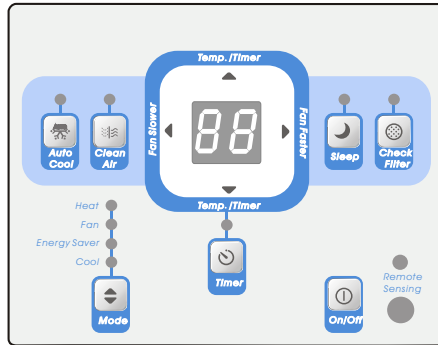 Temp./Timer
Fan Slower
88
Fan Faster
Auto
Cool
Clean
Air
Sleep
Check
Filter
Temp./Timer
Heat
Fan
Energy Saver
Cool
Mode
Timer
On/Off
Remote
Sensing